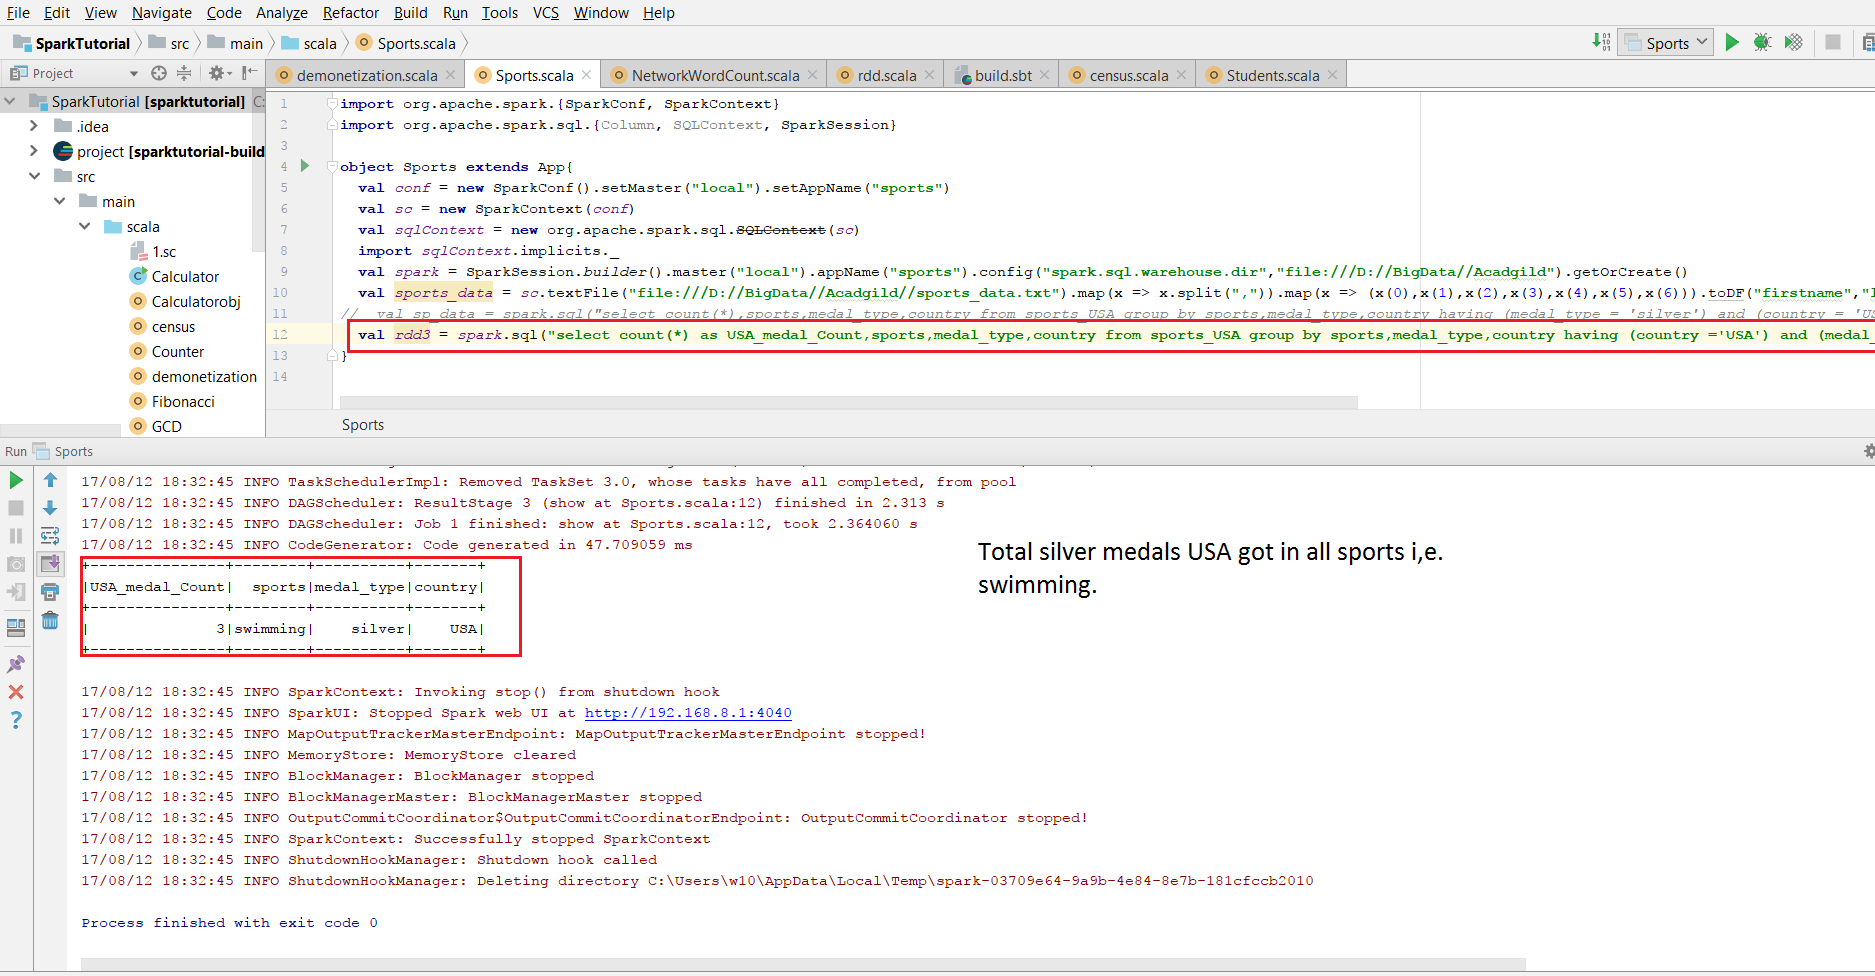 File Edit View Navigate Code Analyze Refactor Build Run Tools VCS Window Help
SparkTutorial src main scala Sports.scala Sports
Project
demonetization.scala Sports.scala NetworkWordCount.scala rdd.scala build.sbt census.scala Students.scala
SparkTutorial [sparktutorial] C:
.idea
project [sparktutorial-build
src
main
scala
1.sc
Calculator
Calculatorobj
census
Counter
demonetization
Fibonacci
GCD
1 import org.apache.spark.{SparkConf, SparkContext}
2 import org.apache.spark.sql.{Column, SQLContext, SparkSession}
3
4 object Sports extends App{
5 val conf = new SparkConf().setMaster("local").setAppName("sports")
6 val sc = new SparkContext(conf)
7 val sqlContext = new org.apache.spark.sql.SQLContext(sc)
8 import sqlContext.implicits._
9 val spark = SparkSession.builder().master("local").appName("sports").config("spark.sql.warehouse.dir","file:///D://BigData//Acadgild").getOrCreate()
10 val sports_data = sc.textFile("file:///D://BigData//Acadgild//sports_data.txt").map(x => x.split(",")).map(x => (x(0),x(1),x(2),x(3),x(4),x(5),x(6))).toDF("firstname","l
11 // val sp_data = spark.sql("select count(*),sports,medal_type,country from sports_USA group by sports,medal_type,country having (medal_type = 'silver') and (country = 'US
12 val rdd3 = spark.sql("select count(*) as USA_medal_Count,sports,medal_type,country from sports_USA group by sports,medal_type,country having (country ='USA') and (medal_
13 }
14
Sports
Run Sports
17/08/12 18:32:45 INFO TaskSchedulerImpl: Removed TaskSet 3.0, whose tasks have all completed, from pool
17/08/12 18:32:45 INFO DAGScheduler: ResultStage 3 (show at Sports.scala:12) finished in 2.313 s
17/08/12 18:32:45 INFO DAGScheduler: Job 1 finished: show at Sports.scala:12, took 2.364060 s
17/08/12 18:32:45 INFO CodeGenerator: Code generated in 47.709059 ms
+---------------+--------+----------+-------+
|USA_medal_Count|  sports|medal_type|country|
+---------------+--------+----------+-------+
|              3|swimming|    silver|    USA|
+---------------+--------+----------+-------+
Total silver medals USA got in all sports i,e.
swimming.
17/08/12 18:32:45 INFO SparkContext: Invoking stop() from shutdown hook
17/08/12 18:32:45 INFO SparkUI: Stopped Spark web UI at http://192.168.8.1:4040
17/08/12 18:32:45 INFO MapOutputTrackerMasterEndpoint: MapOutputTrackerMasterEndpoint stopped!
17/08/12 18:32:45 INFO MemoryStore: MemoryStore cleared
17/08/12 18:32:45 INFO BlockManager: BlockManager stopped
17/08/12 18:32:45 INFO BlockManagerMaster: BlockManagerMaster stopped
17/08/12 18:32:45 INFO OutputCommitCoordinator$OutputCommitCoordinatorEndpoint: OutputCommitCoordinator stopped!
17/08/12 18:32:45 INFO SparkContext: Successfully stopped SparkContext
17/08/12 18:32:45 INFO ShutdownHookManager: Shutdown hook called
17/08/12 18:32:45 INFO ShutdownHookManager: Deleting directory C:\Users\w10\AppData\Local\Temp\spark-03709e64-9a9b-4e84-8e7b-181cfccb2010
Process finished with exit code 0